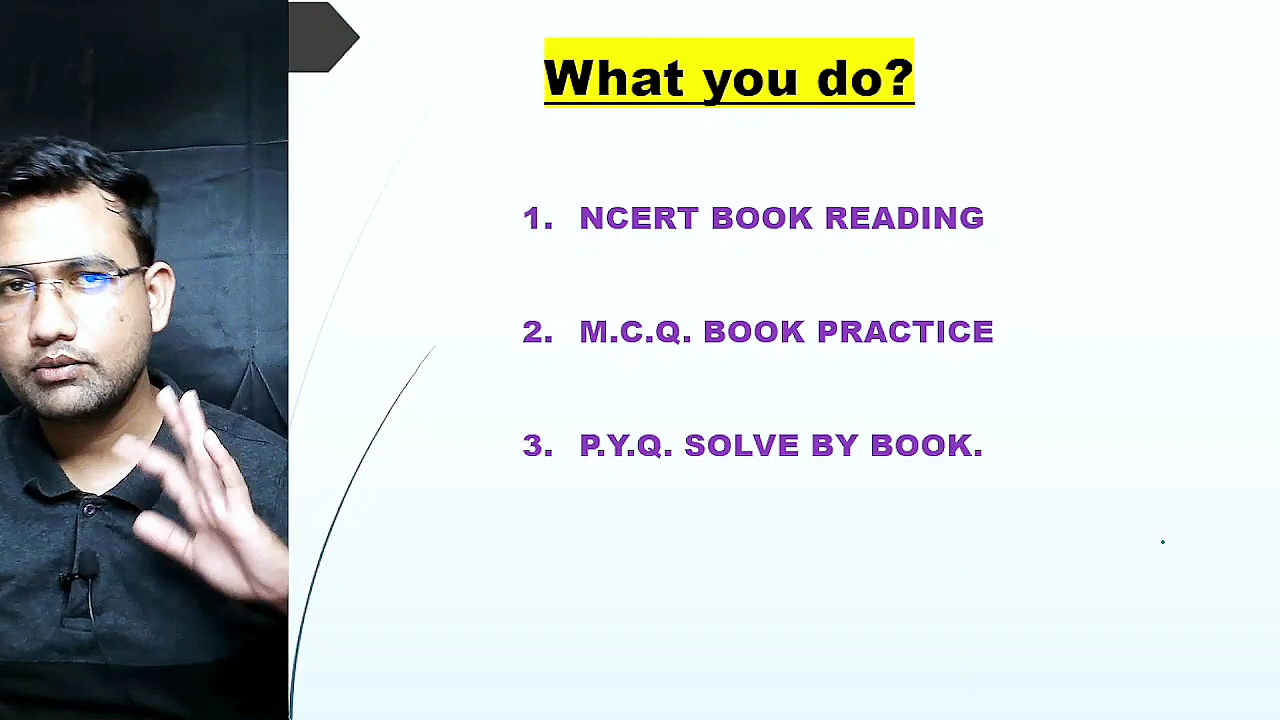 What you do?
1. NCERT BOOK READING
2. M.C.Q. BOOK PRACTICE
3. P.Y.Q. SOLVE BY BOOK.